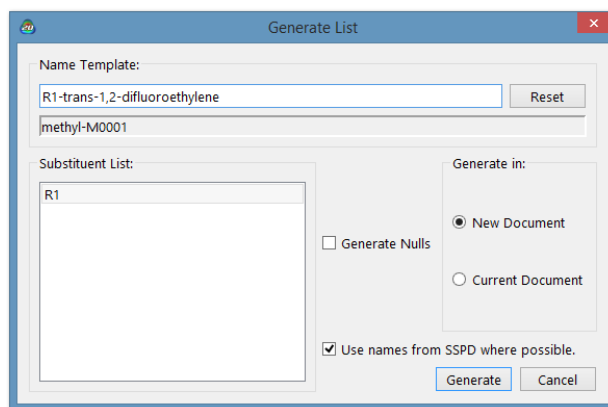 Generate List
Name Template:
R1-trans-1,2-difluoroethylene
Reset
methyl-M0001
Substituent List:
R1
Generate Nulls
Generate in:
New Document
Current Document
Use names from SSPD where possible.
Generate
Cancel